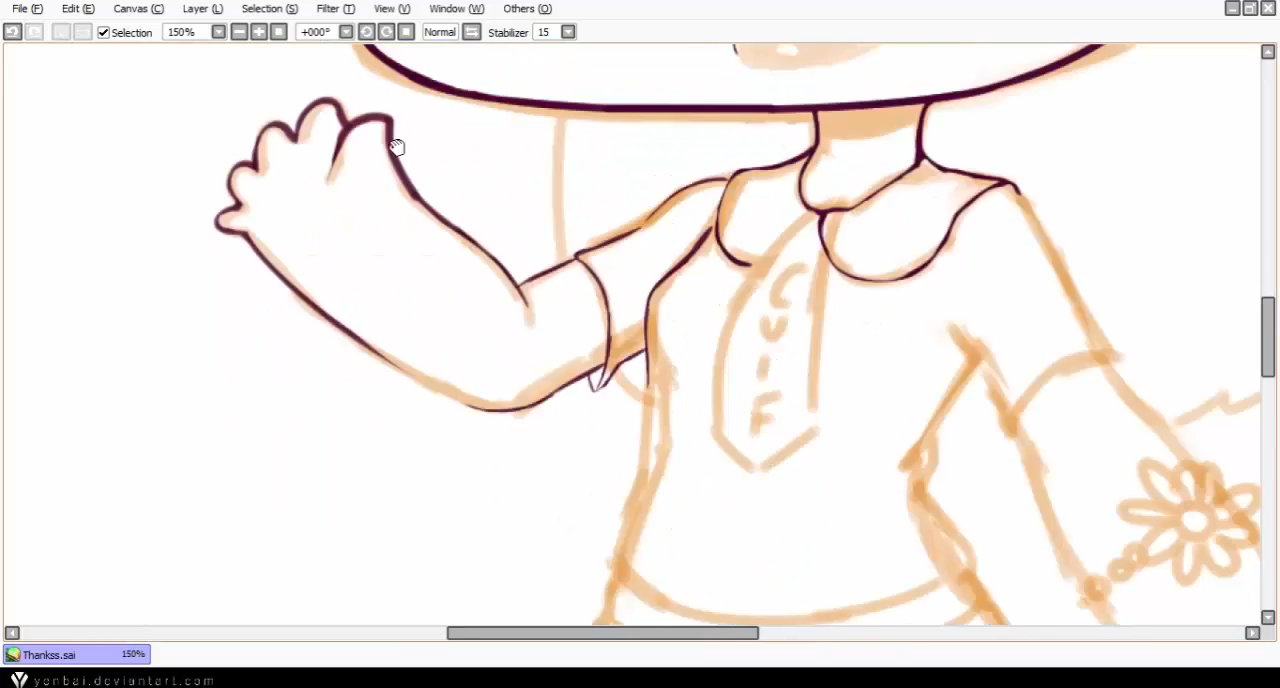 File (F) Edit (E) Canvas (C) Layer (L) Selection (S) Filter (T) View (V) Window (W) Others (O)
Selection 150% +000° Normal Stabilizer 15
C
U
I
F
Thankss.sai 150%
yonbai.deviantart.com